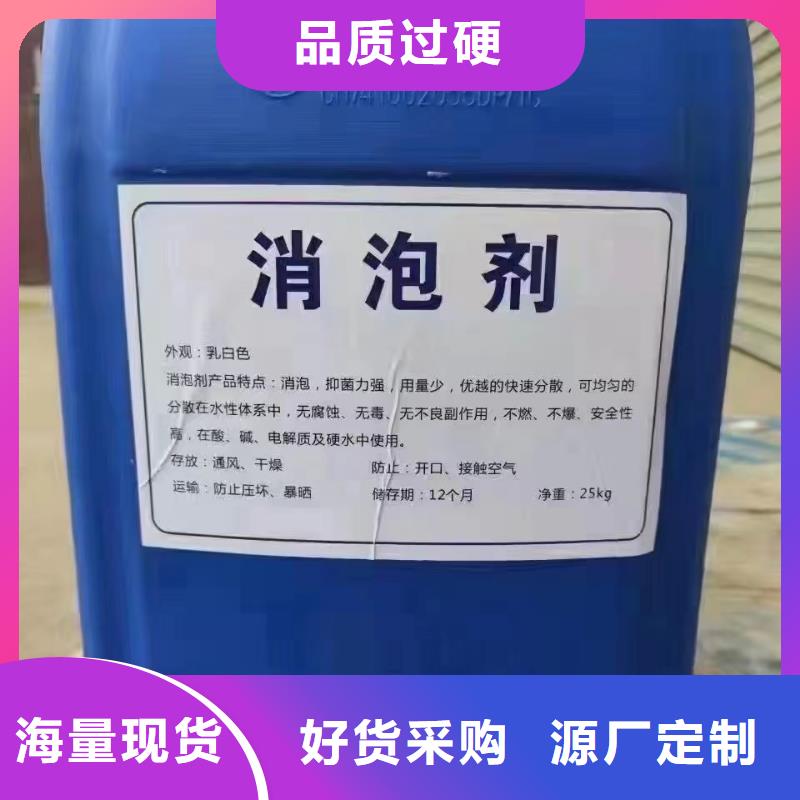 品质过硬
消泡剂
外观：乳白色
消泡剂产品特点：消泡，抑菌力强，用量少，优越的快速分散，可均匀的
分散在水性体系中，无腐蚀、无毒、无不良副作用，不燃、不爆、安全性
高，在酸、碱、电解质及硬水中使用。
存放：通风、干燥 防止：开口、接触空气
运输：防止压坏、暴晒 储存期：12个月 净重：25kg
海量现货 好货采购 源厂定制